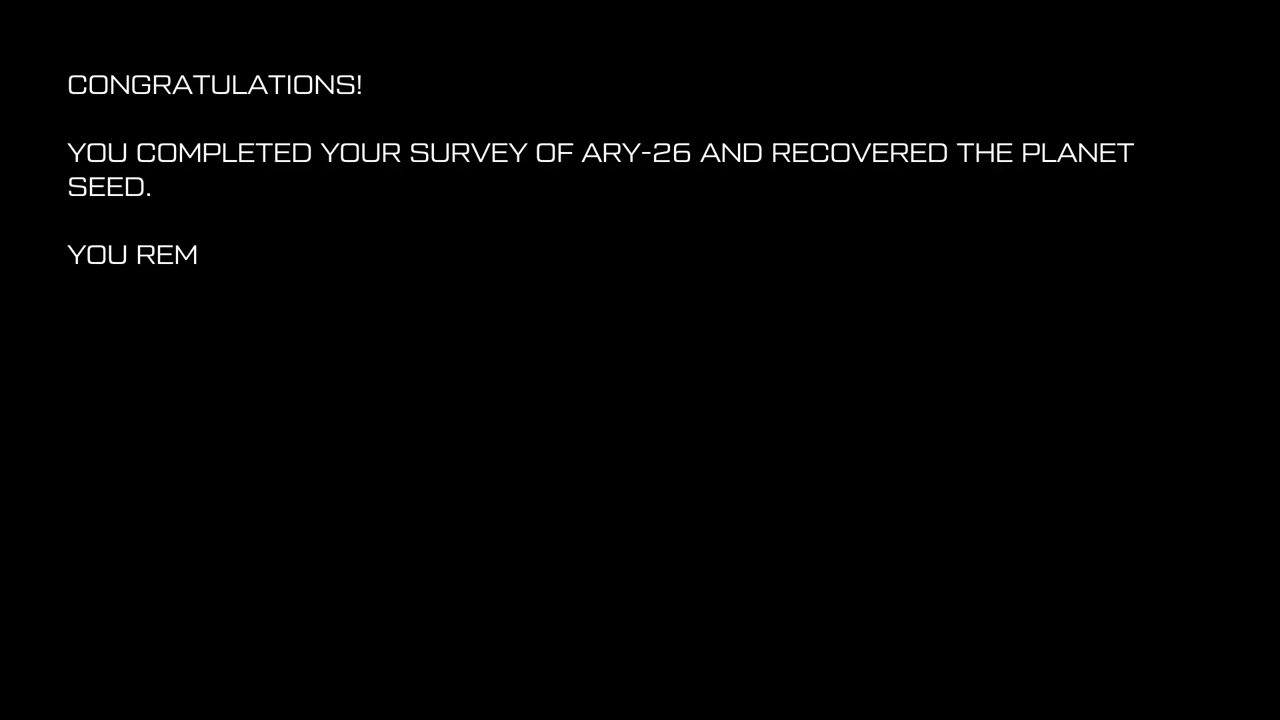 CONGRATULATIONS!
YOU COMPLETED YOUR SURVEY OF ARY-26 AND RECOVERED THE PLANET
SEED.
YOU REM